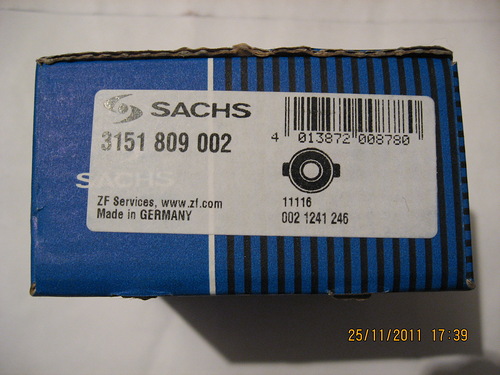 SACHS
3151 809 002
4 013872 008780
SACHS
ZF Services, www.zf.com
Made in GERMANY
11116
002 1241 246
25/11/2011 17:39